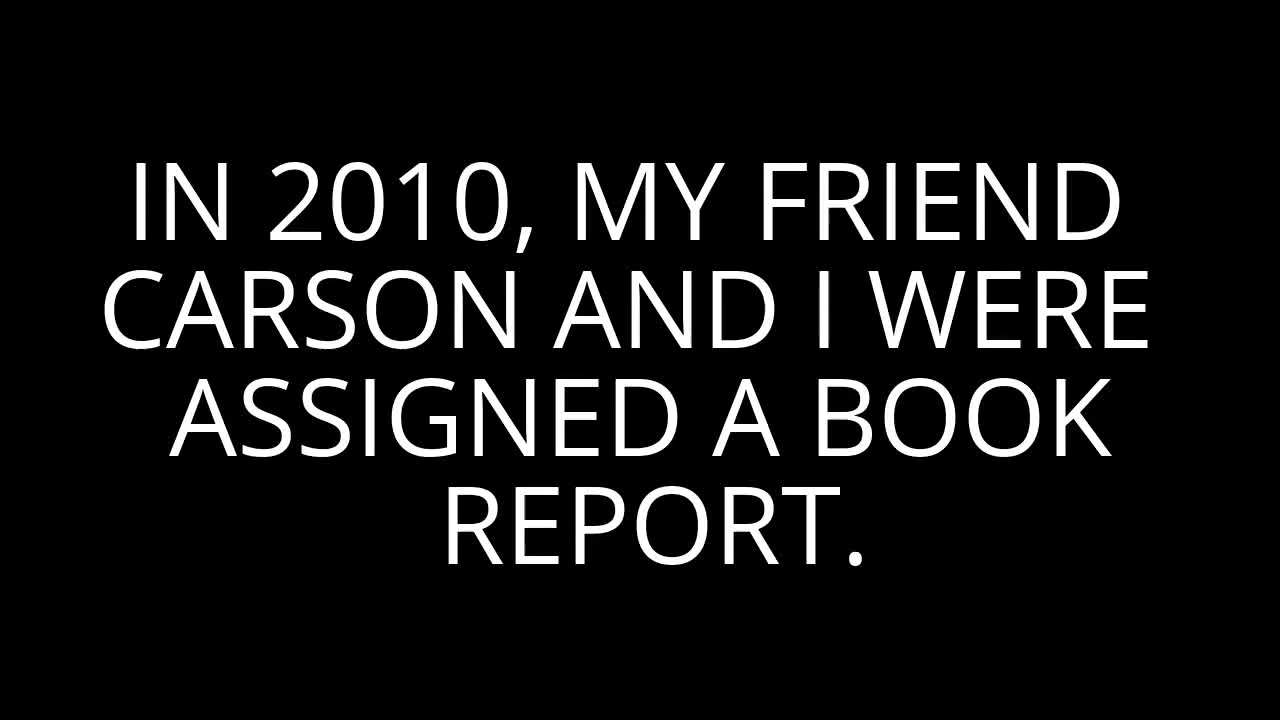 IN 2010, MY FRIEND
CARSON AND I WERE
ASSIGNED A BOOK
REPORT.